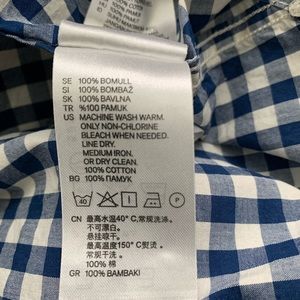 SE 100% BOMULL
SI 100% BOMBAŽ
SK 100% BAVLNA
TR %100 PAMUK
US MACHINE WASH WARM.
ONLY NON-CHLORINE
BLEACH WHEN NEEDED.
LINE DRY.
MEDIUM IRON.
OR DRY CLEAN.
100% COTTON
BG 100% ПАМУК
40
P
CN 最高水温40°C,常规洗涤.
不可漂白.
悬挂晾干.
最高温度150°C熨烫.
常规干洗.
100% 棉
GR 100% ΒΑΜΒΑΚΙ